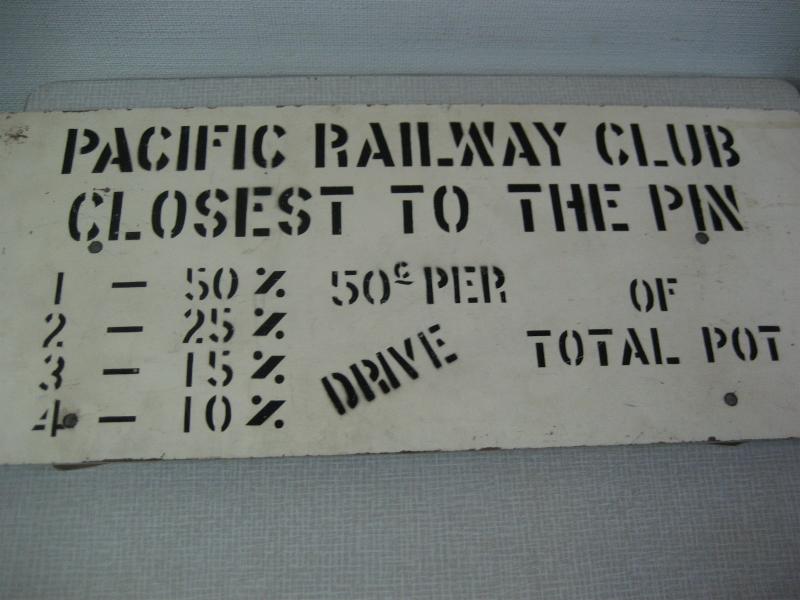 PACIFIC RAILWAY CLUB
CLOSEST TO THE PIN
1 - 50% 50¢ PER OF
2 - 25% DRIVE TOTAL POT
3 - 15%
4 - 10%